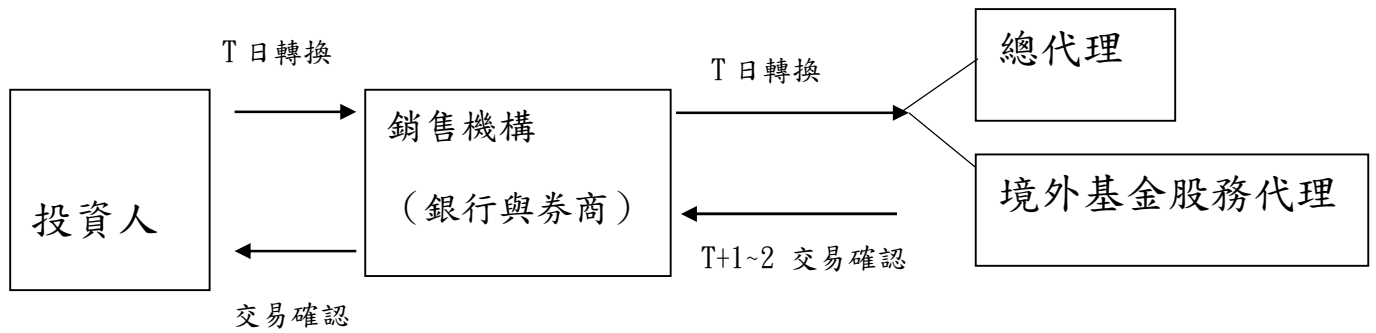 T 日轉換
T 日轉換
總代理
投資人
銷售機構
（銀行與券商）
境外基金股務代理
T+1~2 交易確認
交易確認